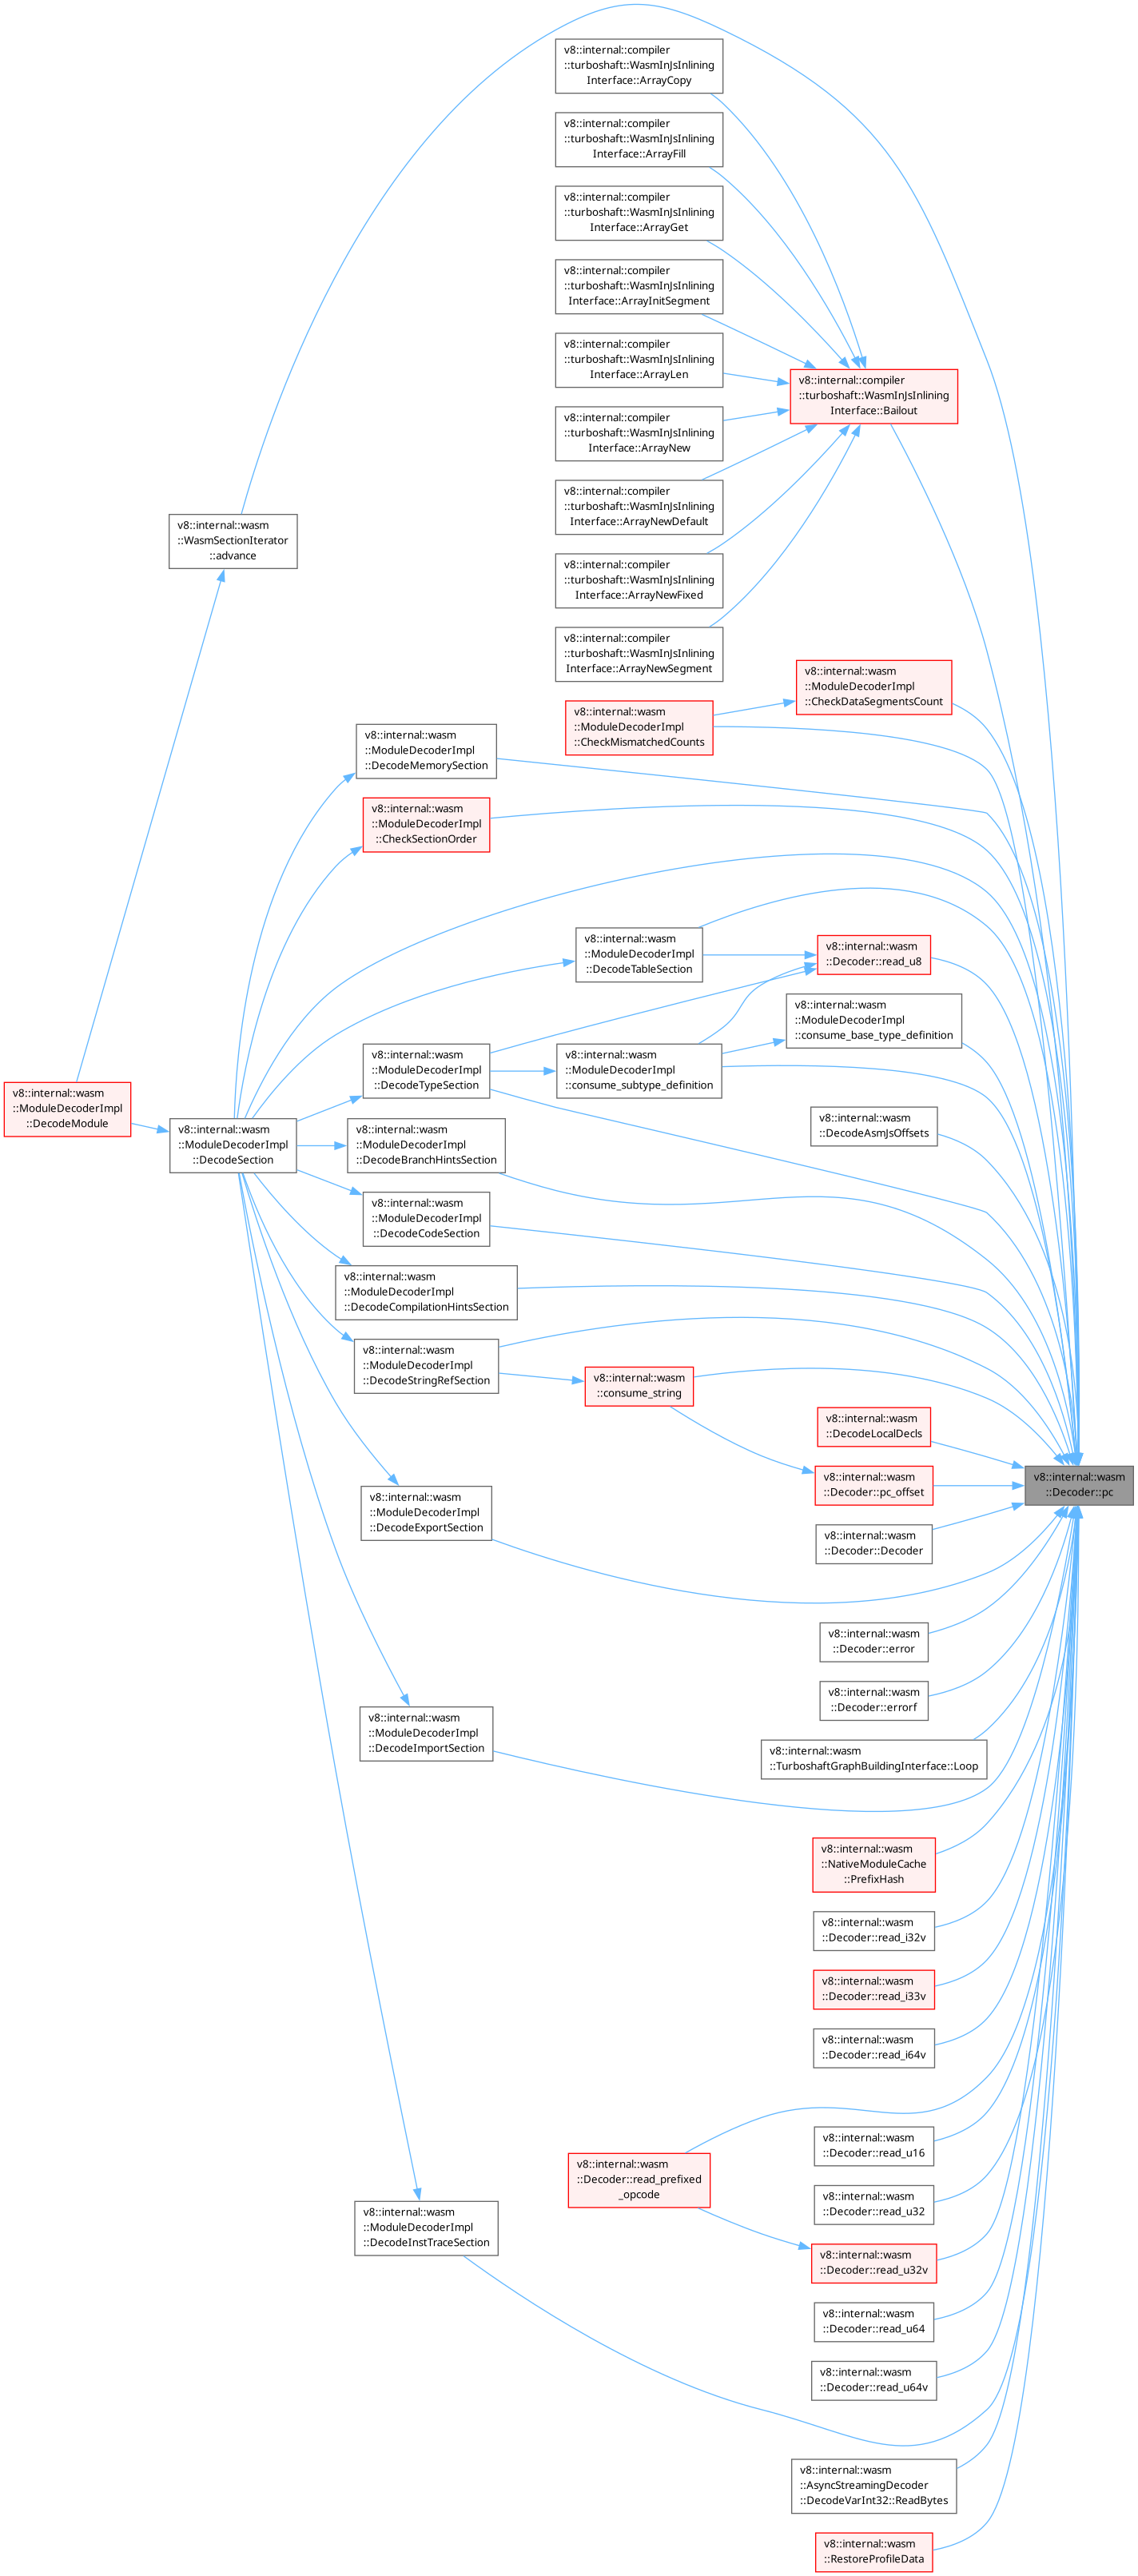 v8::internal::compiler
::turboshaft::WasmInJsInlining
Interface::ArrayCopy
v8::internal::compiler
::turboshaft::WasmInJsInlining
Interface::ArrayFill
v8::internal::compiler
::turboshaft::WasmInJsInlining
Interface::ArrayGet
v8::internal::compiler
::turboshaft::WasmInJsInlining
Interface::ArrayInitSegment
v8::internal::compiler
::turboshaft::WasmInJsInlining
Interface::ArrayLen
v8::internal::compiler
::turboshaft::WasmInJsInlining
Interface::Bailout
v8::internal::compiler
::turboshaft::WasmInJsInlining
Interface::ArrayNew
v8::internal::compiler
::turboshaft::WasmInJsInlining
Interface::ArrayNewDefault
v8::internal::wasm
::WasmSectionIterator
::advance
v8::internal::compiler
::turboshaft::WasmInJsInlining
Interface::ArrayNewFixed
v8::internal::compiler
::turboshaft::WasmInJsInlining
Interface::ArrayNewSegment
v8::internal::wasm
::ModuleDecoderImpl
::CheckDataSegmentsCount
v8::internal::wasm
::ModuleDecoderImpl
::CheckMismatchedCounts
v8::internal::wasm
::ModuleDecoderImpl
::DecodeMemorySection
v8::internal::wasm
::ModuleDecoderImpl
::CheckSectionOrder
v8::internal::wasm
::ModuleDecoderImpl
::DecodeTableSection
v8::internal::wasm
::Decoder::read_u8
v8::internal::wasm
::ModuleDecoderImpl
::consume_base_type_definition
v8::internal::wasm
::ModuleDecoderImpl
::DecodeTypeSection
v8::internal::wasm
::ModuleDecoderImpl
::consume_subtype_definition
v8::internal::wasm
::DecodeAsmJsOffsets
v8::internal::wasm
::ModuleDecoderImpl
::DecodeModule
v8::internal::wasm
::ModuleDecoderImpl
::DecodeSection
v8::internal::wasm
::ModuleDecoderImpl
::DecodeBranchHintsSection
v8::internal::wasm
::ModuleDecoderImpl
::DecodeCodeSection
v8::internal::wasm
::ModuleDecoderImpl
::DecodeCompilationHintsSection
v8::internal::wasm
::ModuleDecoderImpl
::DecodeStringRefSection
v8::internal::wasm
::consume_string
v8::internal::wasm
::DecodeLocalDecls
v8::internal::wasm
::Decoder::pc_offset
v8::internal::wasm
::Decoder::pc
v8::internal::wasm
::ModuleDecoderImpl
::DecodeExportSection
v8::internal::wasm
::Decoder::Decoder
v8::internal::wasm
::Decoder::error
v8::internal::wasm
::Decoder::errorf
v8::internal::wasm
::ModuleDecoderImpl
::DecodeImportSection
v8::internal::wasm
::TurboshaftGraphBuildingInterface::Loop
v8::internal::wasm
::NativeModuleCache
::PrefixHash
v8::internal::wasm
::Decoder::read_i32v
v8::internal::wasm
::Decoder::read_i33v
v8::internal::wasm
::Decoder::read_i64v
v8::internal::wasm
::Decoder::read_u16
v8::internal::wasm
::Decoder::read_prefixed
_opcode
v8::internal::wasm
::Decoder::read_u32
v8::internal::wasm
::ModuleDecoderImpl
::DecodeInstTraceSection
v8::internal::wasm
::Decoder::read_u32v
v8::internal::wasm
::Decoder::read_u64
v8::internal::wasm
::Decoder::read_u64v
v8::internal::wasm
::AsyncStreamingDecoder
::DecodeVarInt32::ReadBytes
v8::internal::wasm
::RestoreProfileData